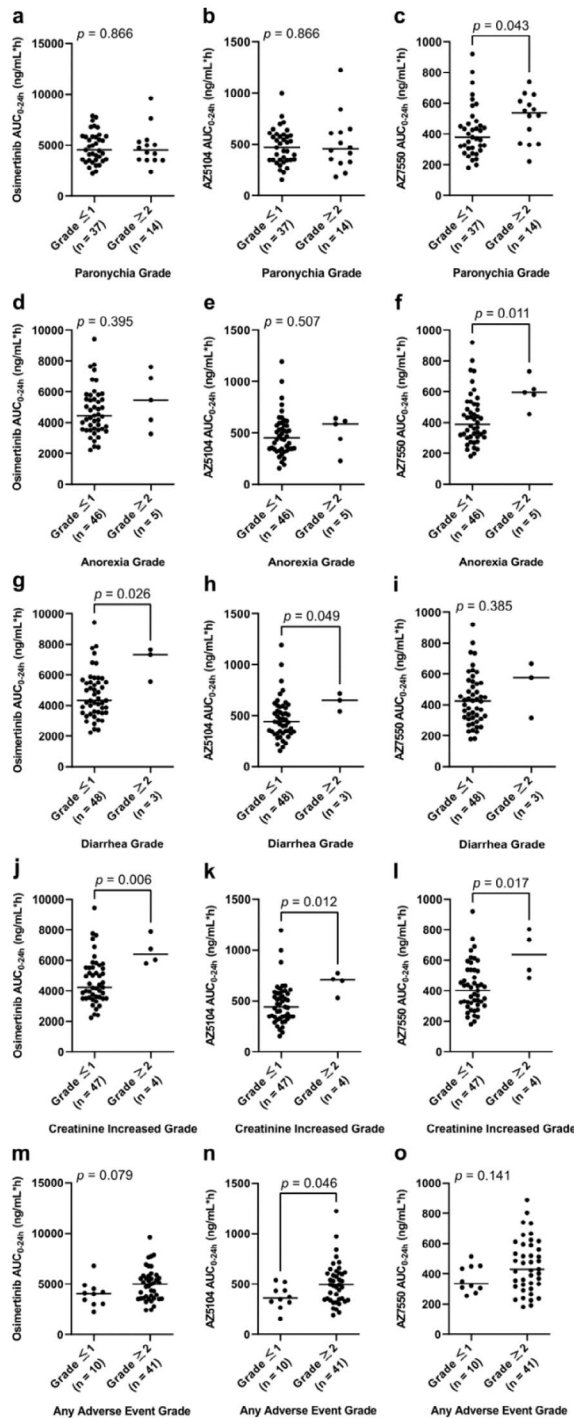 a
p = 0.866
Osimertinib AUC0-24h (ng/mL*h)
15000
10000
5000
0
Grade ≤ 1
(n = 37)
Grade ≥ 2
(n = 14)
Paronychia Grade
b
p = 0.866
AZ5104 AUC0-24h (ng/mL*h)
1500
1000
500
0
Grade ≤ 1
(n = 37)
Grade ≥ 2
(n = 14)
Paronychia Grade
c
p = 0.043
AZ7550 AUC0-24h (ng/mL*h)
1000
800
600
400
200
0
Grade ≤ 1
(n = 37)
Grade ≥ 2
(n = 14)
Paronychia Grade
d
p = 0.395
Osimertinib AUC0-24h (ng/mL*h)
10000
8000
6000
4000
2000
0
Grade ≤ 1
(n = 46)
Grade ≥ 2
(n = 5)
Anorexia Grade
e
p = 0.507
AZ5104 AUC0-24h (ng/mL*h)
1500
1000
500
0
Grade ≤ 1
(n = 46)
Grade ≥ 2
(n = 5)
Anorexia Grade
f
p = 0.011
AZ7550 AUC0-24h (ng/mL*h)
1000
800
600
400
200
0
Grade ≤ 1
(n = 46)
Grade ≥ 2
(n = 5)
Anorexia Grade
g
p = 0.026
Osimertinib AUC0-24h (ng/mL*h)
10000
8000
6000
4000
2000
0
Grade ≤ 1
(n = 48)
Grade ≥ 2
(n = 3)
Diarrhea Grade
h
p = 0.049
AZ5104 AUC0-24h (ng/mL*h)
1500
1000
500
0
Grade ≤ 1
(n = 48)
Grade ≥ 2
(n = 3)
Diarrhea Grade
i
p = 0.385
AZ7550 AUC0-24h (ng/mL*h)
1000
800
600
400
200
0
Grade ≤ 1
(n = 48)
Grade ≥ 2
(n = 3)
Diarrhea Grade
j
p = 0.006
Osimertinib AUC0-24h (ng/mL*h)
10000
8000
6000
4000
2000
0
Grade ≤ 1
(n = 47)
Grade ≥ 2
(n = 4)
Creatinine Increased Grade
k
p = 0.012
AZ5104 AUC0-24h (ng/mL*h)
1500
1000
500
0
Grade ≤ 1
(n = 47)
Grade ≥ 2
(n = 4)
Creatinine Increased Grade
l
p = 0.017
AZ7550 AUC0-24h (ng/mL*h)
1000
800
600
400
200
0
Grade ≤ 1
(n = 47)
Grade ≥ 2
(n = 4)
Creatinine Increased Grade
m
p = 0.079
Osimertinib AUC0-24h (ng/mL*h)
15000
10000
5000
0
Grade ≤ 1
(n = 10)
Grade ≥ 2
(n = 41)
Any Adverse Event Grade
n
p = 0.046
AZ5104 AUC0-24h (ng/mL*h)
1500
1000
500
0
Grade ≤ 1
(n = 10)
Grade ≥ 2
(n = 41)
Any Adverse Event Grade
o
p = 0.141
AZ7550 AUC0-24h (ng/mL*h)
1000
800
600
400
200
0
Grade ≤ 1
(n = 10)
Grade ≥ 2
(n = 41)
Any Adverse Event Grade